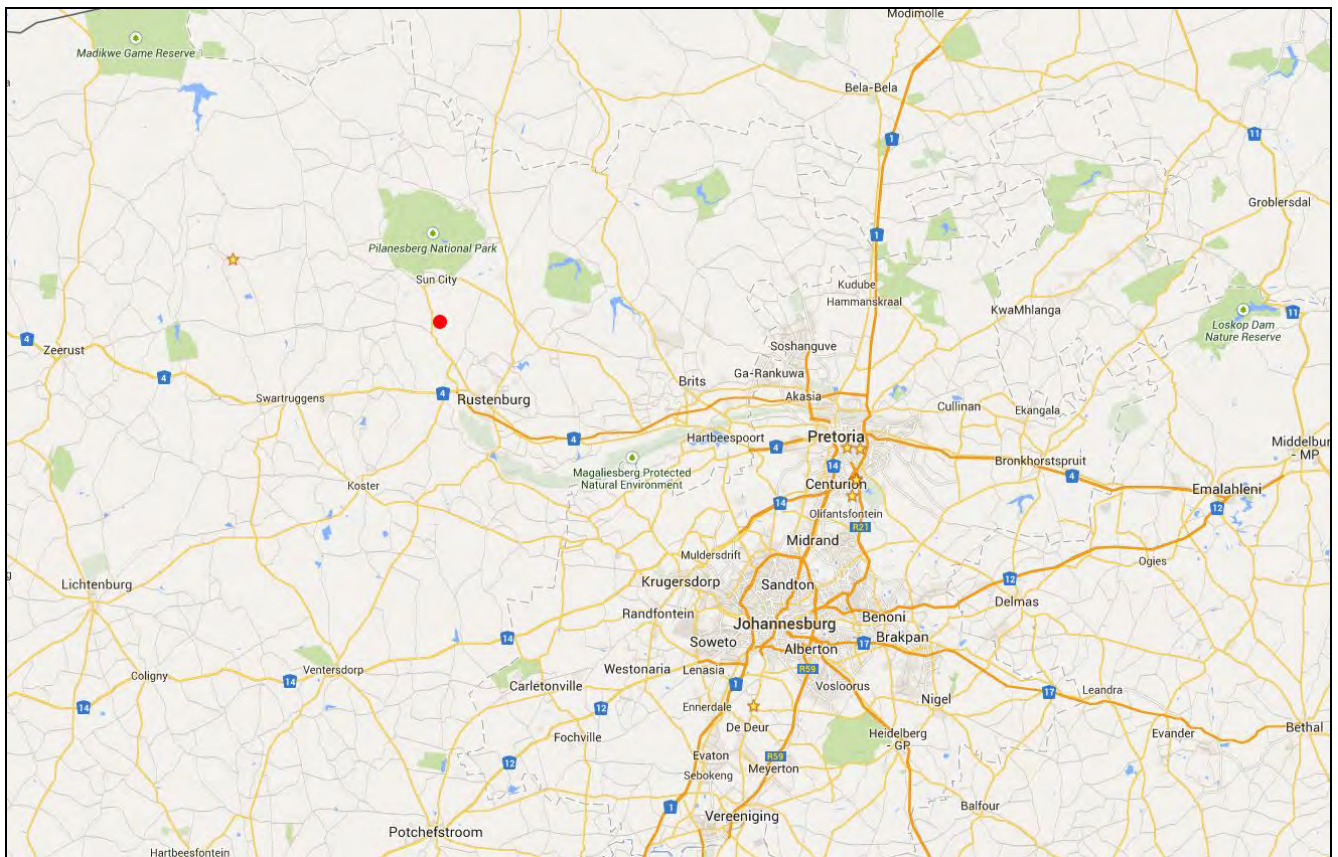 Modimolle
Madikwe Game Reserve
Bela-Bela
1
11
Groblersdal
Pilanesberg National Park
1
Sun City
Kudube
Hammanskraal
KwaMhlanga
11
Loskop Dam
Nature Reserve
4
Zeerust
Soshanguve
4
Ga-Rankuwa
Brits
Swartruggens
4
Rustenburg
Akasia
Cullinan
Ekangala
4
Hartbeespoort
4
Pretoria
Middelbur
- MP
Magaliesberg Protected
Natural Environment
14
Bronkhorstspruit
4
Koster
Centurion
Emalahleni
14
12
Olifantsfontein
R21
Midrand
Muldersdrift
Ogies
Lichtenburg
Krugersdorp
Sandton
12
Delmas
Randfontein
Johannesburg
Benoni
14
Soweto
Alberton
17
Brakpan
Ventersdorp
Westonaria
Lenasia
R59
Coligny
14
Carletonville
1
Vosloorus
17
Leandra
14
12
Ennerdale
Nigel
De Deur
Bethal
Fochville
Heidelberg
- GP
Evander
Evaton
R59
12
Sebokeng
Meyerton
1
Balfour
Vereeniging
Potchefstroom
Hartbeesfontein